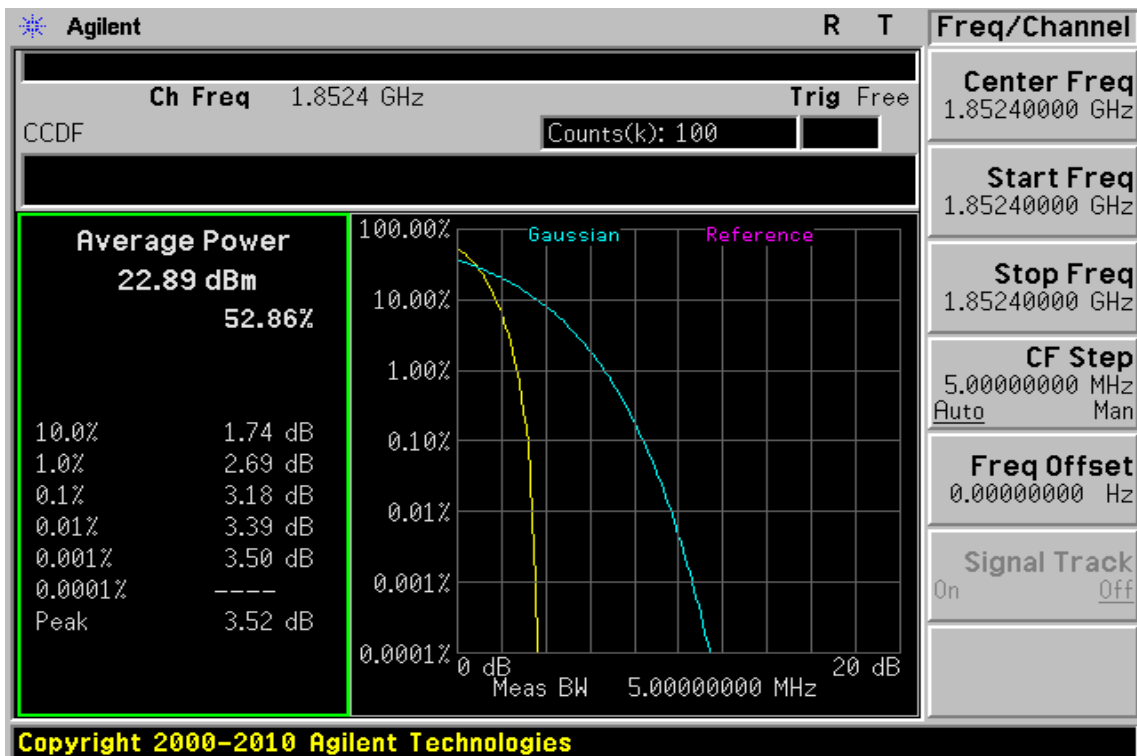 Agilent R T
Ch Freq 1.8524 GHz Trig Free
CCDF Counts(k): 100
Average Power
22.89 dBm
52.86%
10.0% 1.74 dB
1.0% 2.69 dB
0.1% 3.18 dB
0.01% 3.39 dB
0.001% 3.50 dB
0.0001% ----
Peak 3.52 dB
Gaussian Reference
100.00%
10.00%
1.00%
0.10%
0.01%
0.001%
0.0001%
0 dB 20 dB
Meas BW 5.00000000 MHz
Freq/Channel
Center Freq
1.85240000 GHz
Start Freq
1.85240000 GHz
Stop Freq
1.85240000 GHz
CF Step
5.00000000 MHz
Auto Man
Freq Offset
0.00000000 Hz
Signal Track
On Off
Copyright 2000-2010 Agilent Technologies